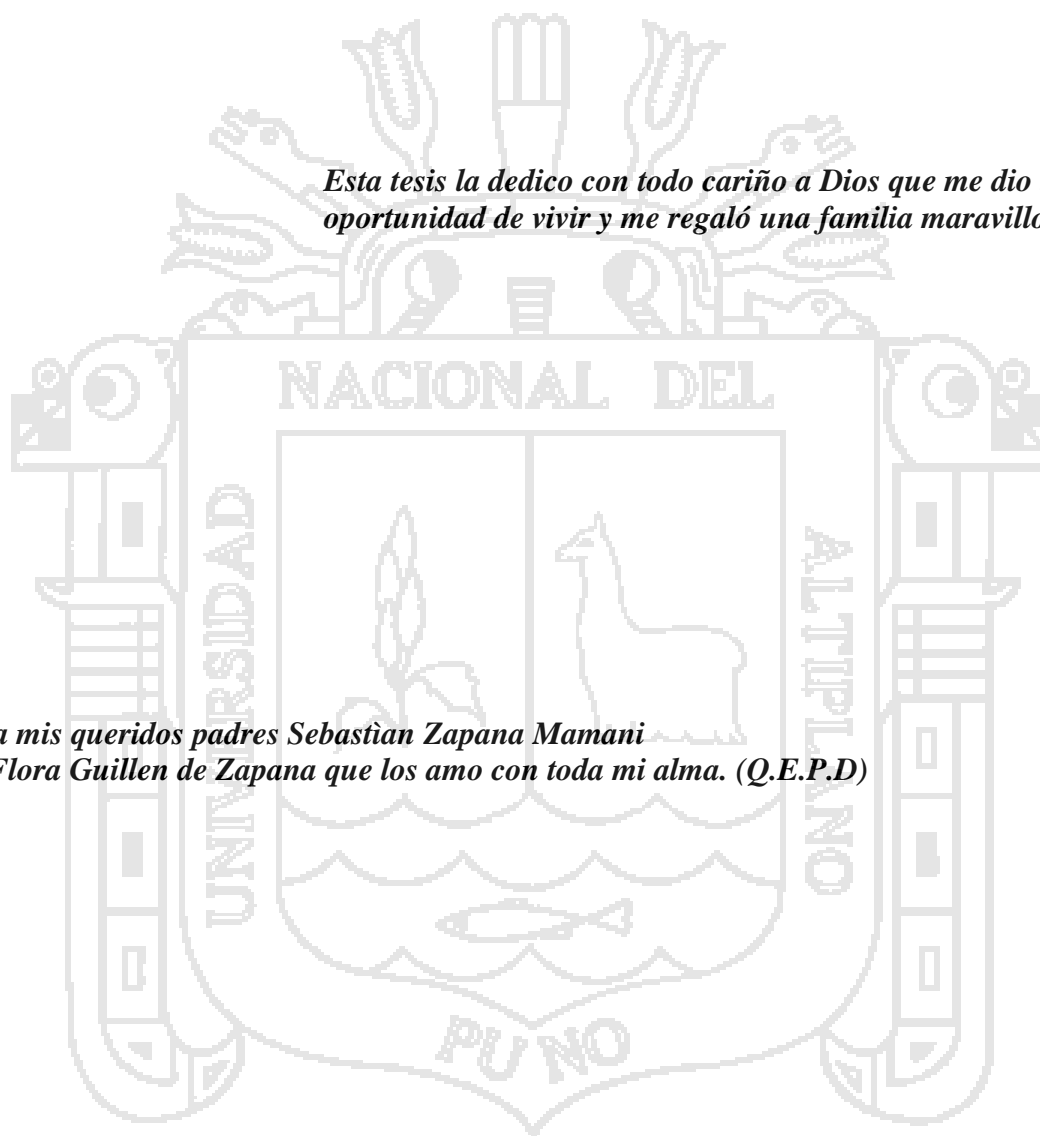 Esta tesis la dedico con todo cariño a Dios que me dio
oportunidad de vivir y me regaló una familia
NACIONAL DEL
UNIVERSIDAD
ALTIPLANO
a mis queridos padres Sebastìan Zapana Mamani
Flora Guillen de Zapana que los amo con toda mi alma. (Q.E.P.D)
PUNO